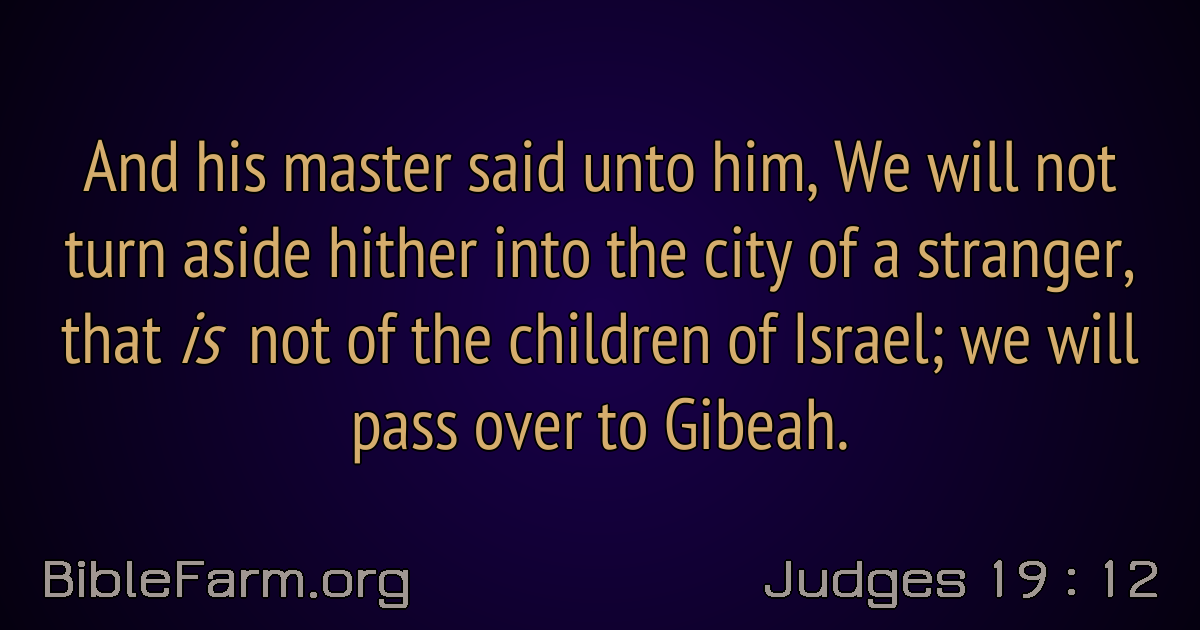 And his master said unto him, We will not
turn aside hither into the city of a stranger,
that is not of the children of Israel; we will
pass over to Gibeah.
BibleFarm.org
Judges 19:12